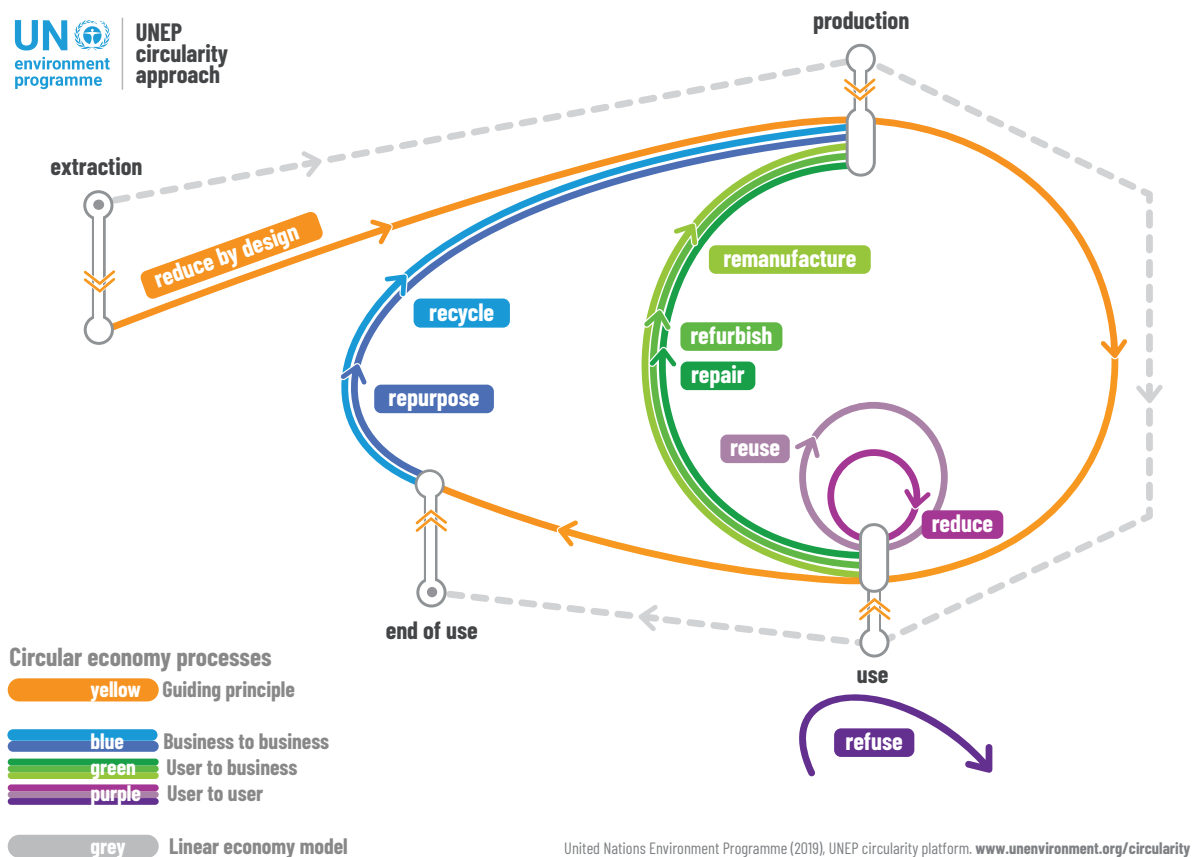 UN
environment
programme
UNEP
circularity
approach
production
extraction
reduce by design
remanufacture
recycle
refurbish
repair
repurpose
reuse
reduce
end of use
use
refuse
Circular economy processes
yellow Guiding principle
blue Business to business
green User to business
purple User to user
grey Linear economy model
United Nations Environment Programme (2019), UNEP circularity platform. www.unenvironment.org/circularity